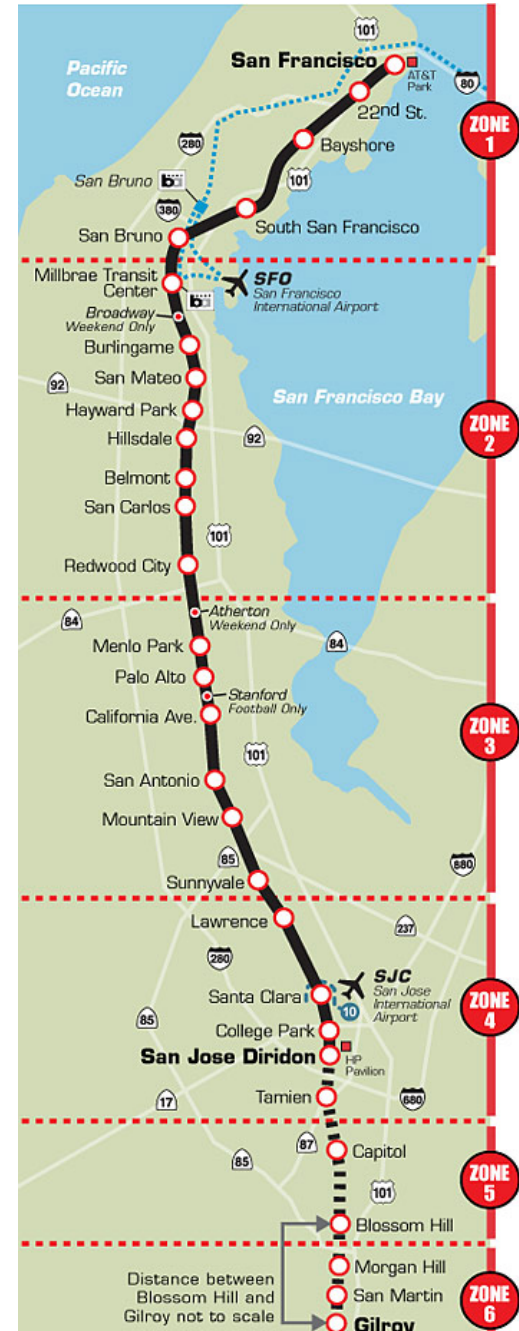 101
Pacific
Ocean
San Francisco
AT&T
Park
80
22nd St.
ZONE
1
280
Bayshore
101
San Bruno
ba
380
South San Francisco
San Bruno
Millbrae Transit
Center
ba
SFO
San Francisco
International Airport
Broadway
Weekend Only
Burlingame
San Mateo
92
San Francisco Bay
Hayward Park
ZONE
2
Hillsdale
92
Belmont
San Carlos
101
Redwood City
Atherton
Weekend Only
84
84
Menlo Park
Palo Alto
Stanford
Football Only
California Ave.
ZONE
3
101
San Antonio
Mountain View
85
880
Sunnyvale
Lawrence
237
280
SJC
San Jose
International
Airport
Santa Clara
10
ZONE
4
85
College Park
San Jose Diridon
HP
Pavilion
Tamien
17
680
87
Capitol
85
ZONE
5
101
Blossom Hill
Morgan Hill
Distance between
Blossom Hill and
Gilroy not to scale
San Martin
ZONE
6
Gilroy